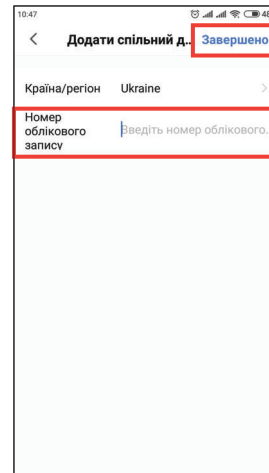 10:47 48
Додати спільний д.. Завершено
Країна/регіон Ukraine
Номер
облікового
запису
Введіть номер облікового..